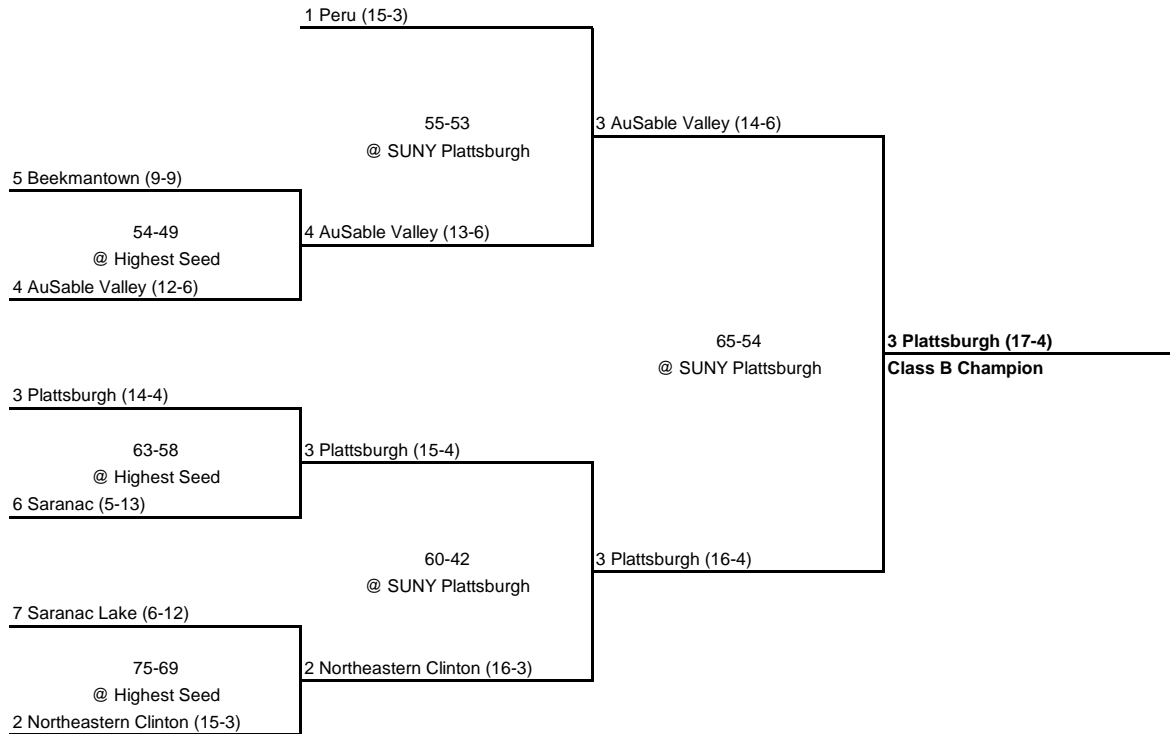 1 Peru (15-3)
55-53
@ SUNY Plattsburgh
3 AuSable Valley (14-6)
5 Beekmantown (9-9)
54-49
@ Highest Seed
4 AuSable Valley (13-6)
4 AuSable Valley (12-6)
65-54
@ SUNY Plattsburgh
3 Plattsburgh (17-4)
Class B Champion
3 Plattsburgh (14-4)
63-58
@ Highest Seed
3 Plattsburgh (15-4)
6 Saranac (5-13)
60-42
@ SUNY Plattsburgh
3 Plattsburgh (16-4)
7 Saranac Lake (6-12)
75-69
@ Highest Seed
2 Northeastern Clinton (16-3)
2 Northeastern Clinton (15-3)